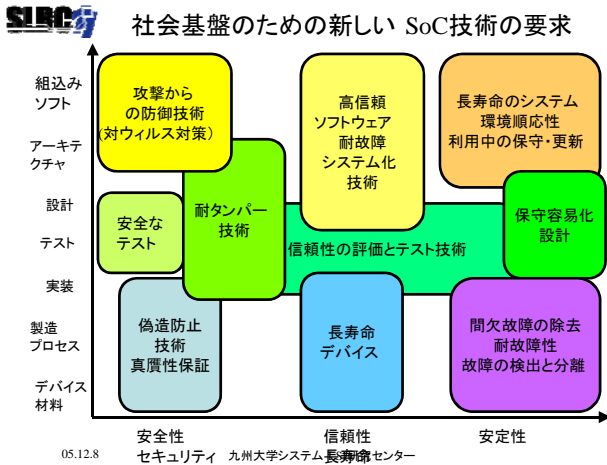 SLRC
社会基盤のための新しい SoC技術の要求
組込み
ソフト
アーキテ
クチャ
設計
テスト
実装
製造
プロセス
デバイス
材料
攻撃から
の防御技術
(対ウィルス対策)
高信頼
ソフトウェア
耐故障
システム化
技術
長寿命のシステム
環境順応性
利用中の保守・更新
安全な
テスト
耐タンパー
技術
信頼性の評価とテスト技術
保守容易化
設計
偽造防止
技術
真贋性保証
長寿命
デバイス
間欠故障の除去
耐故障性
故障の検出と分離
安全性
セキュリティ
信頼性
長寿命
安定性
05.12.8
九州大学システム
センター